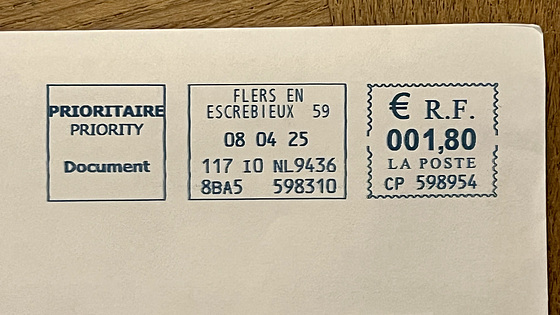 PRIORITAIRE
PRIORITY
Document
FLERS EN
ESCREBIEUX 59
08 04 25
117 IO NL9436
8BA5 598310
€ R.F.
001,80
LA POSTE
CP 598954